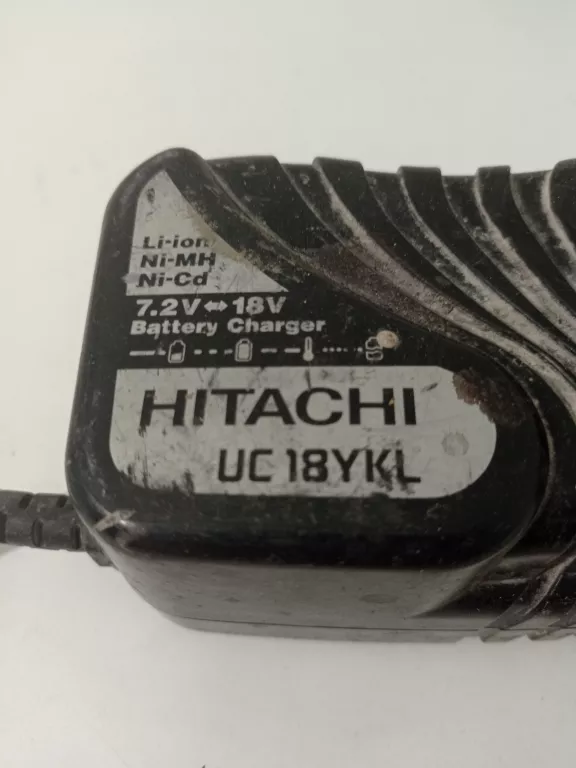 Li-ion
Ni-MH
Ni-Cd
7.2V⇔18V
Battery Charger
HITACHI
UC 18YKL